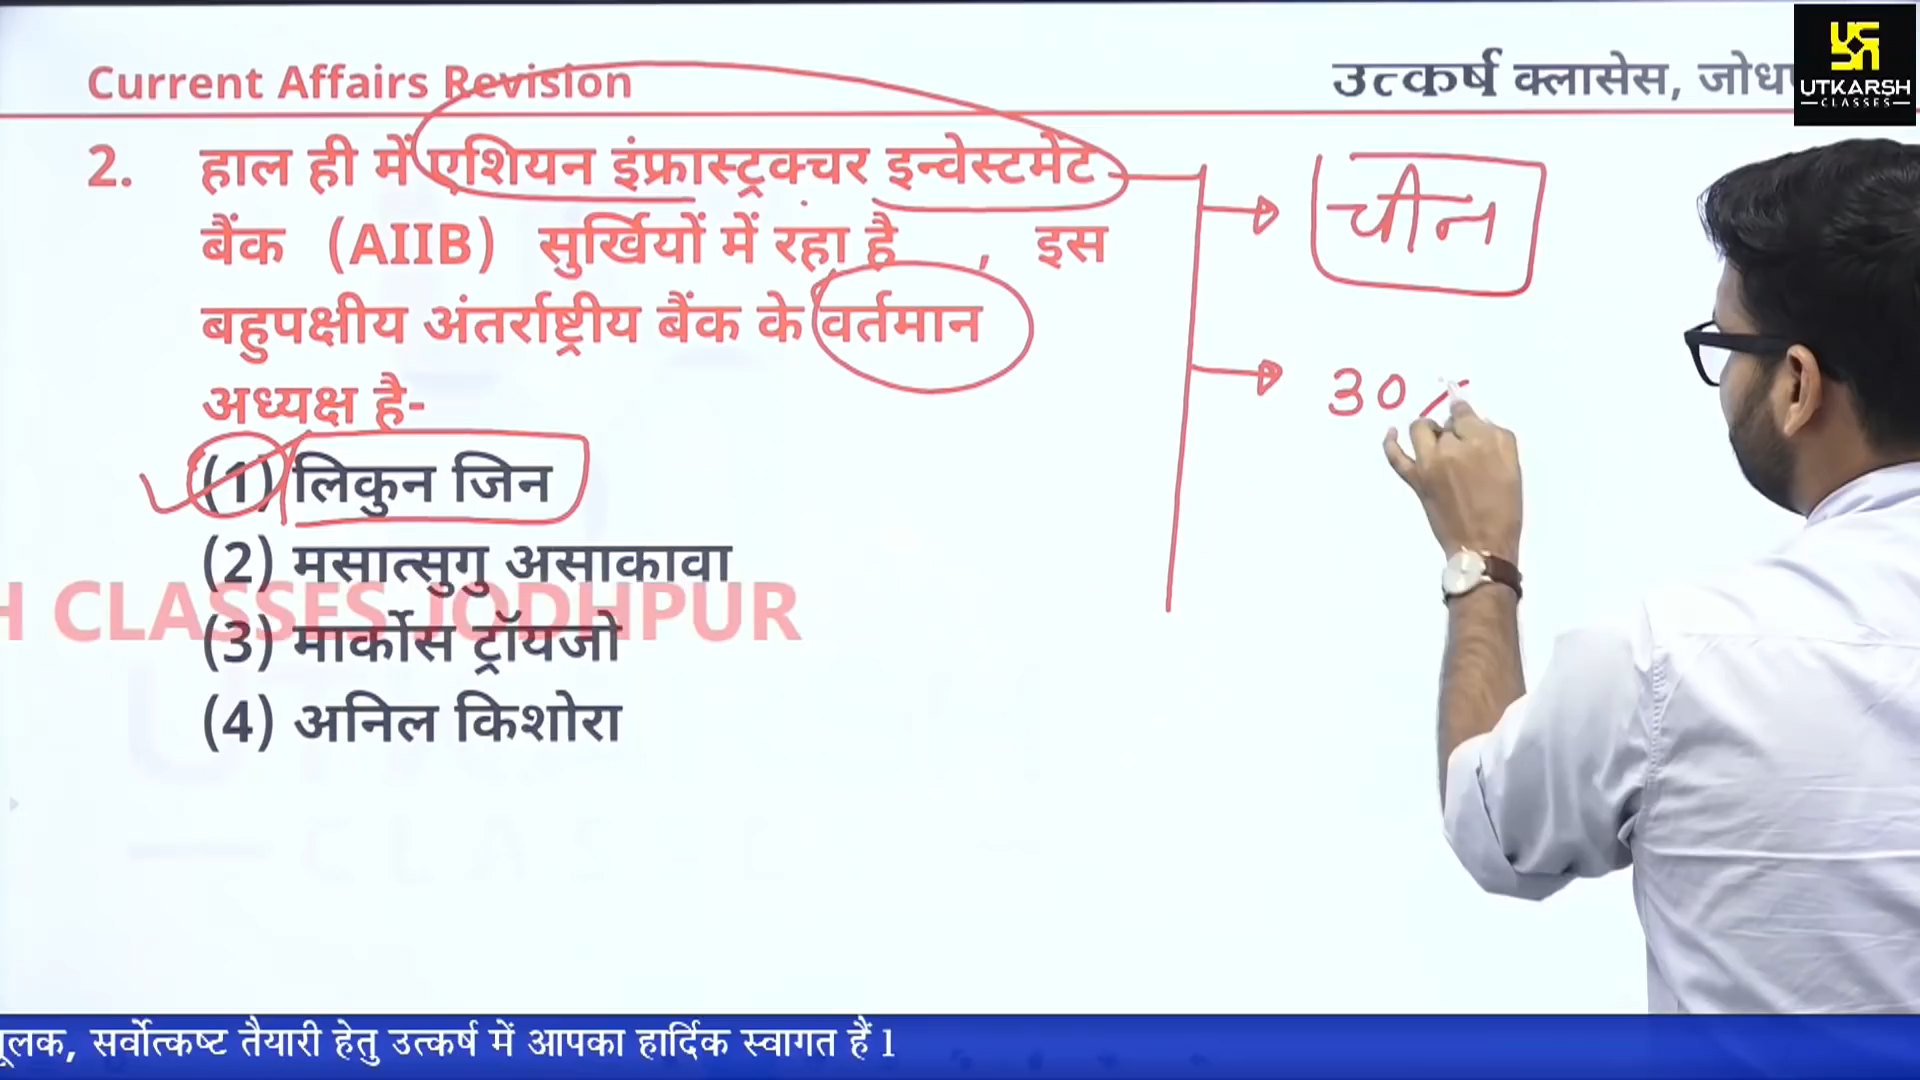 Current Affairs Revision
उत्कर्ष क्लासेस,
UTKARSH
CLASSES
2. हाल ही में एशियन इंफ्रास्ट्रक्चर इन्वेस्टमेंट
बैंक (AIIB) सुर्खियों में रहा है , इस
बहुपक्षीय अंतर्राष्ट्रीय बैंक के वर्तमान
अध्यक्ष है-
(1) लिकुन जिन
(2) मसात्सुगु असाकावा
(3) मार्कोस ट्रॉयजो
(4) अनिल किशोरा
चीन
30
H CLASSES JODHPUR
सर्वोत्कष्ट तैयारी हेतु उत्कर्ष में आपका हार्दिक स्वागत हैं l